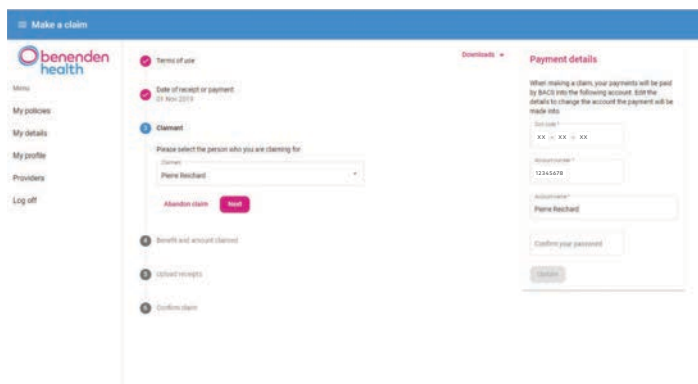 Make a claim
benenden
health
Menu
My policies
My details
My profile
Providers
Log off
Terms of use
Date of receipt or payment
01 Nov 2019
3 Claimant
Please select the person who you are claiming for
Claimant
Pierre Reichard
Abandon claim Next
4 Benefit and amount claimed
5 Upload receipts
6 Confirm claim
Downloads
Payment details
When making a claim, your payments will be paid
by BACS into the following account. Edit the
details to change the account the payment will be
made into.
Sort code *
XX - XX - XX
Account number *
12345678
Account name *
Pierre Reichard
Confirm your password
Update